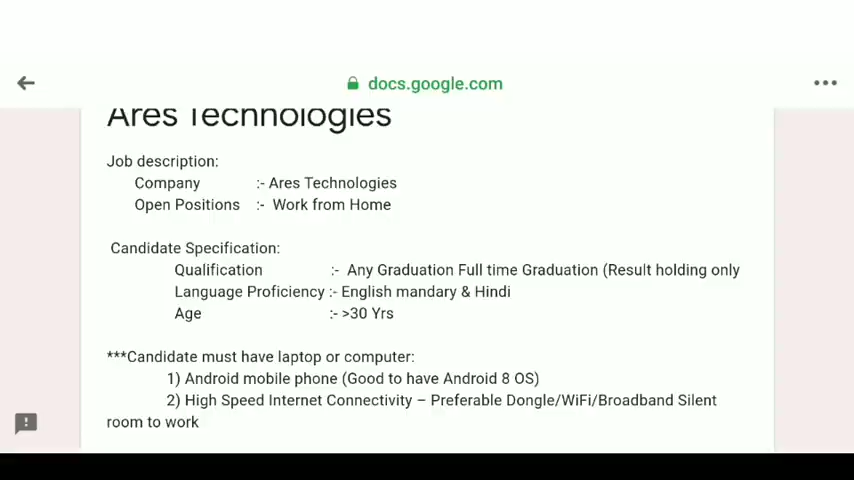 docs.google.com
Ares Technologies
Job description:
Company :- Ares Technologies
Open Positions :- Work from Home
Candidate Specification:
Qualification :- Any Graduation Full time Graduation (Result holding only
Language Proficiency :- English mandary & Hindi
Age :- >30 Yrs
***Candidate must have laptop or computer:
1) Android mobile phone (Good to have Android 8 OS)
2) High Speed Internet Connectivity – Preferable Dongle/WiFi/Broadband Silent
room to work